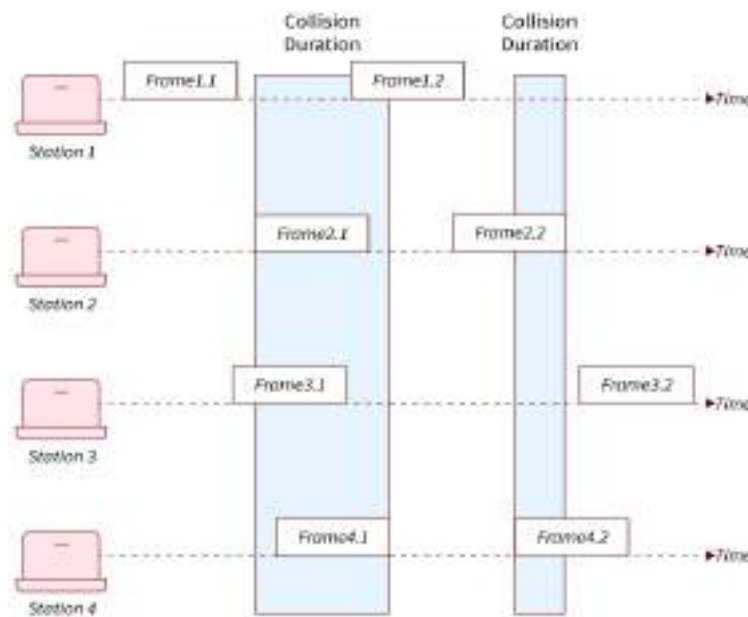 Collision
Duration
Collision
Duration
Frame1.1
Frame1.2
Time
Station 1
Frame2.1
Frame2.2
Time
Station 2
Frame3.1
Frame3.2
Time
Station 3
Frame4.1
Frame4.2
Time
Station 4